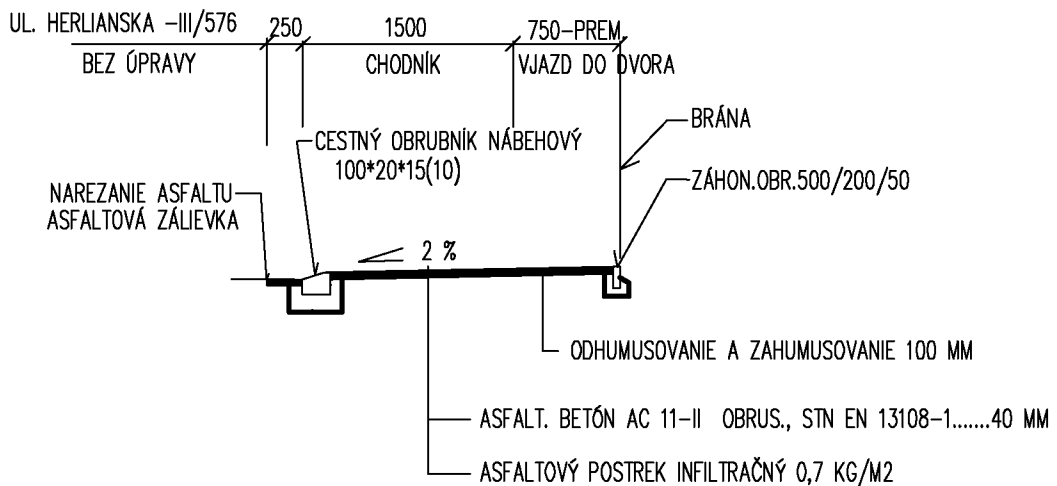 UL. HERLIANSKA -III/576 250 1500 750-PREM.
BEZ ÚPRAVY CHODNÍK VJAZD DO DVORA
BRÁNA
CESTNÝ OBRUBNÍK NÁBEHOVÝ
100*20*15(10)
ZÁHON.OBR.500/200/50
NAREZANIE ASFALTU
ASFALTOVÁ ZÁLIEVKA
2 %
ODHUMUSOVANIE A ZAHUMUSOVANIE 100 MM
ASFALT. BETÓN AC 11-II OBRUS., STN EN 13108-1.......40 MM
ASFALTOVÝ POSTREK INFILTRAČNÝ 0,7 KG/M2